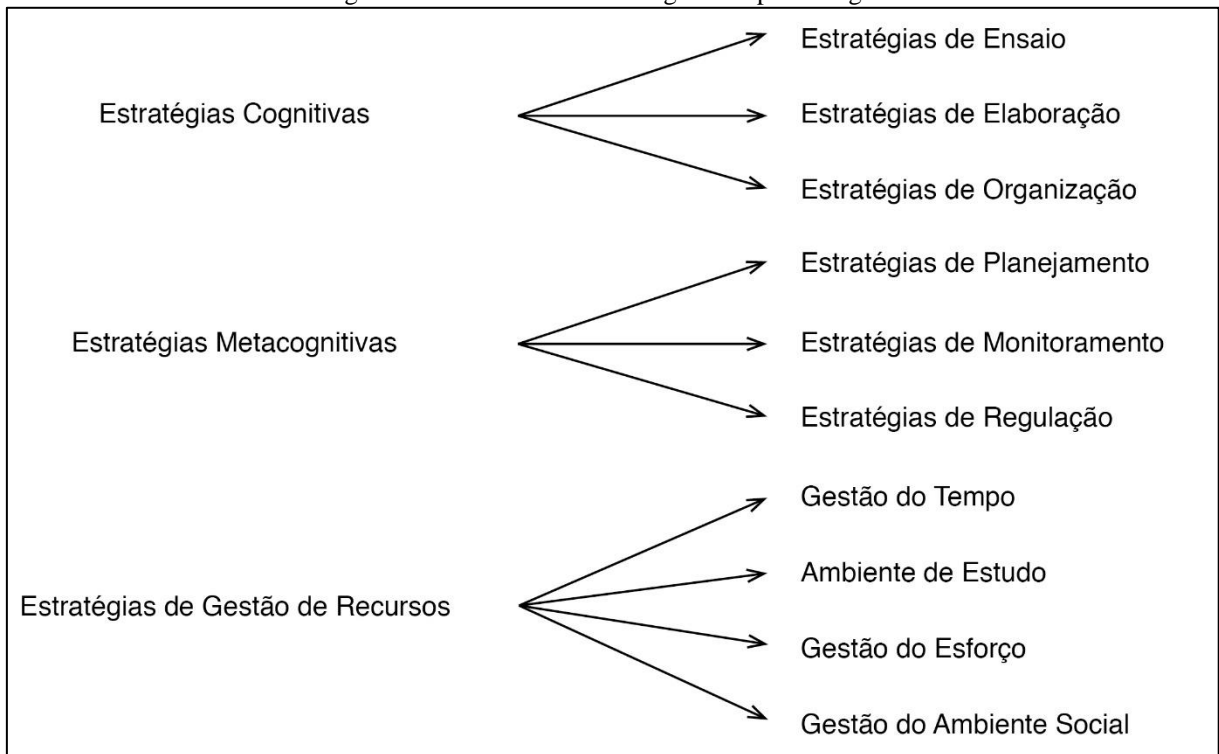 Estratégias de Ensaio
Estratégias Cognitivas
Estratégias de Elaboração
Estratégias de Organização
Estratégias de Planejamento
Estratégias Metacognitivas
Estratégias de Monitoramento
Estratégias de Regulação
Gestão do Tempo
Ambiente de Estudo
Estratégias de Gestão de Recursos
Gestão do Esforço
Gestão do Ambiente Social